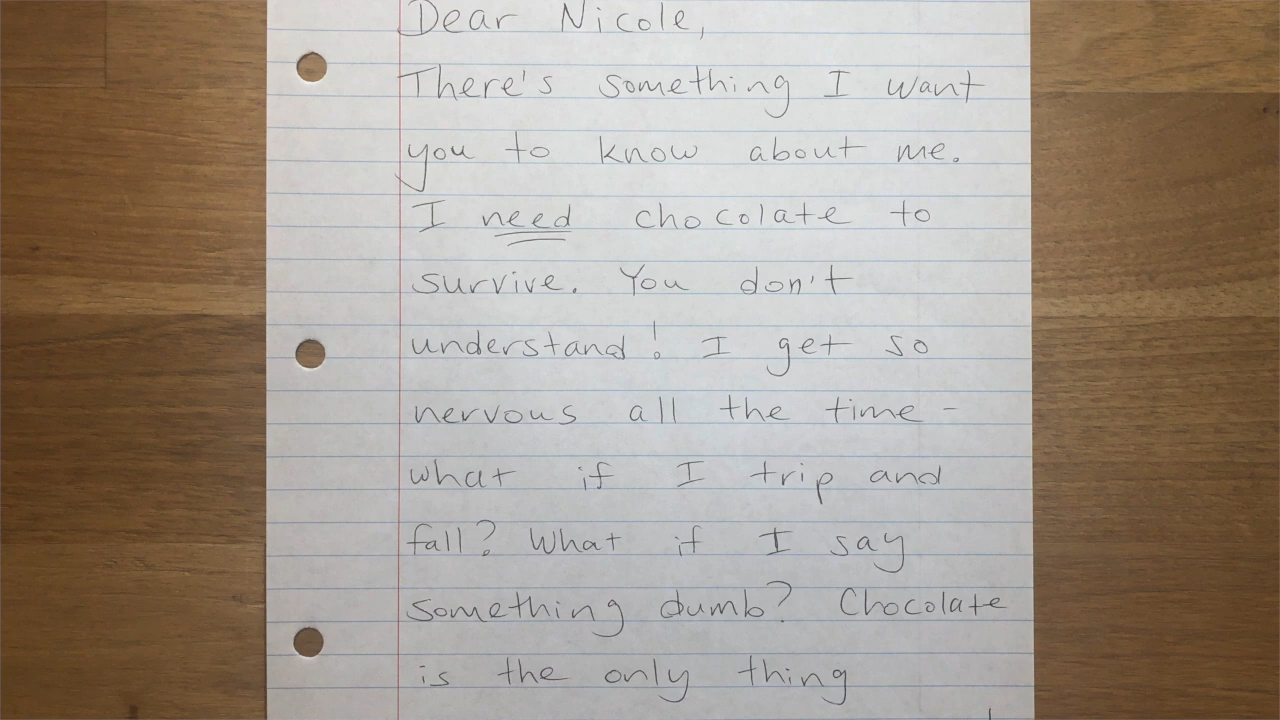 Dear Nicole,
There's something I want
you to know about me.
I need chocolate to
survive. You don't
understand! I get so
nervous all the time -
what if I trip and
fall? What if I say
something dumb? Chocolate
is the only thing